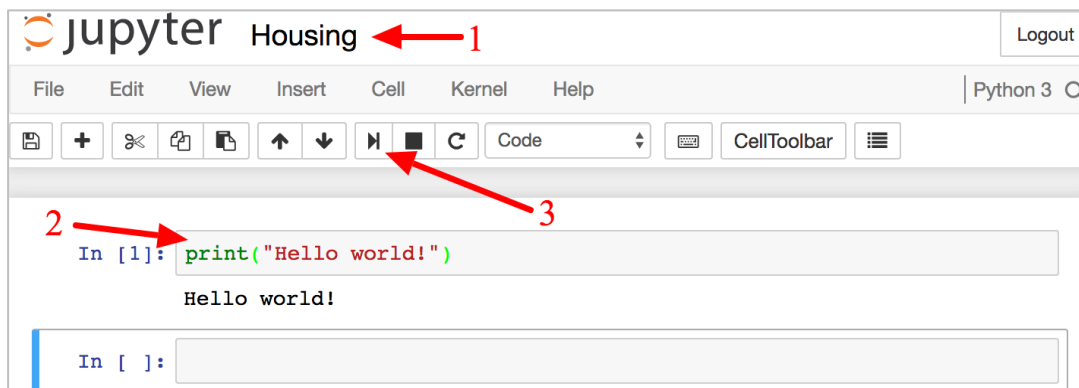 jupyter Housing 1 Logout
File Edit View Insert Cell Kernel Help Python 3
Code CellToolbar
2 3
In [1]: print("Hello world!")
Hello world!
In [ ]: